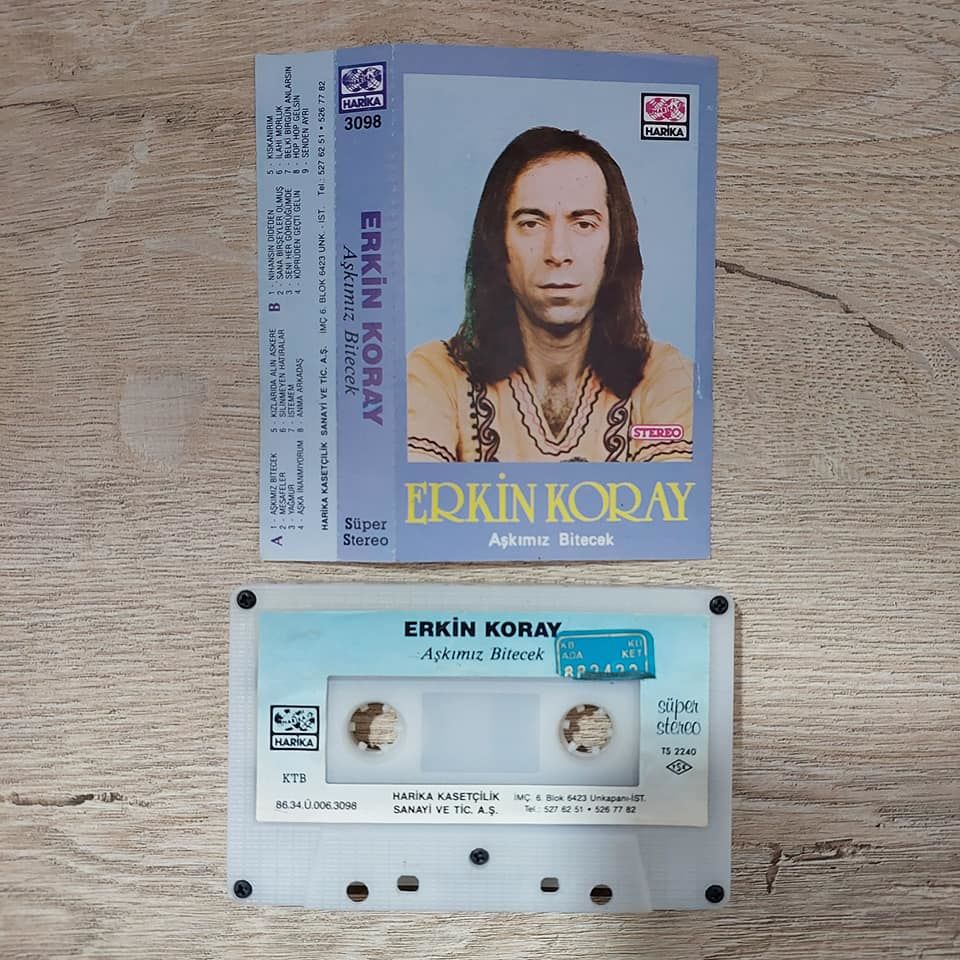 A
1 - AŞKIMIZ BİTECEK
2 - MESAFELER
3 - YAĞMUR
4 - AŞKA İNANMIYORUM
5 - KIZLARIDA ALIN ASKERE
6 - SİLİNMEYEN HATIRALAR
7 - İSTEMEM
8 - ANMA ARKADAŞ
B
1 - NİHANSIN DİDEDEN
2 - SANA BİRŞEYLER OLMUŞ
3 - SENİ HER GÖRDÜĞÜMDE
4 - KÖPRÜDEN GEÇTİ GELİN
5 - KISKANIRIM
6 - İLAHİ MORLUK
7 - BELKİ BİRGÜN ANLARSIN
8 - HOP HOP GELSİN
9 - SENDEN AYRI
HARİKA KASETÇİLİK SANAYİ VE TİC. A.Ş. İMÇ 6. BLOK 6423 UNK. - İST. Tel.: 527 62 51 • 526 77 82
HARİKA
3098
ERKİN KORAY
Aşkımız Bitecek
Süper
Stereo
HARİKA
STEREO
ERKİN KORAY
Aşkımız Bitecek
ERKİN KORAY
Aşkımız Bitecek
KÜ
ADA KET
HARİKA
süper
stereo
TS 2240
TSE
KTB
86.34.Ü.006.3098
HARİKA KASETÇİLİK
SANAYİ VE TİC. A.Ş.
İMÇ. 6. Blok 6423 Unkapanı-İST.
Tel.: 527 62 51 • 526 77 82